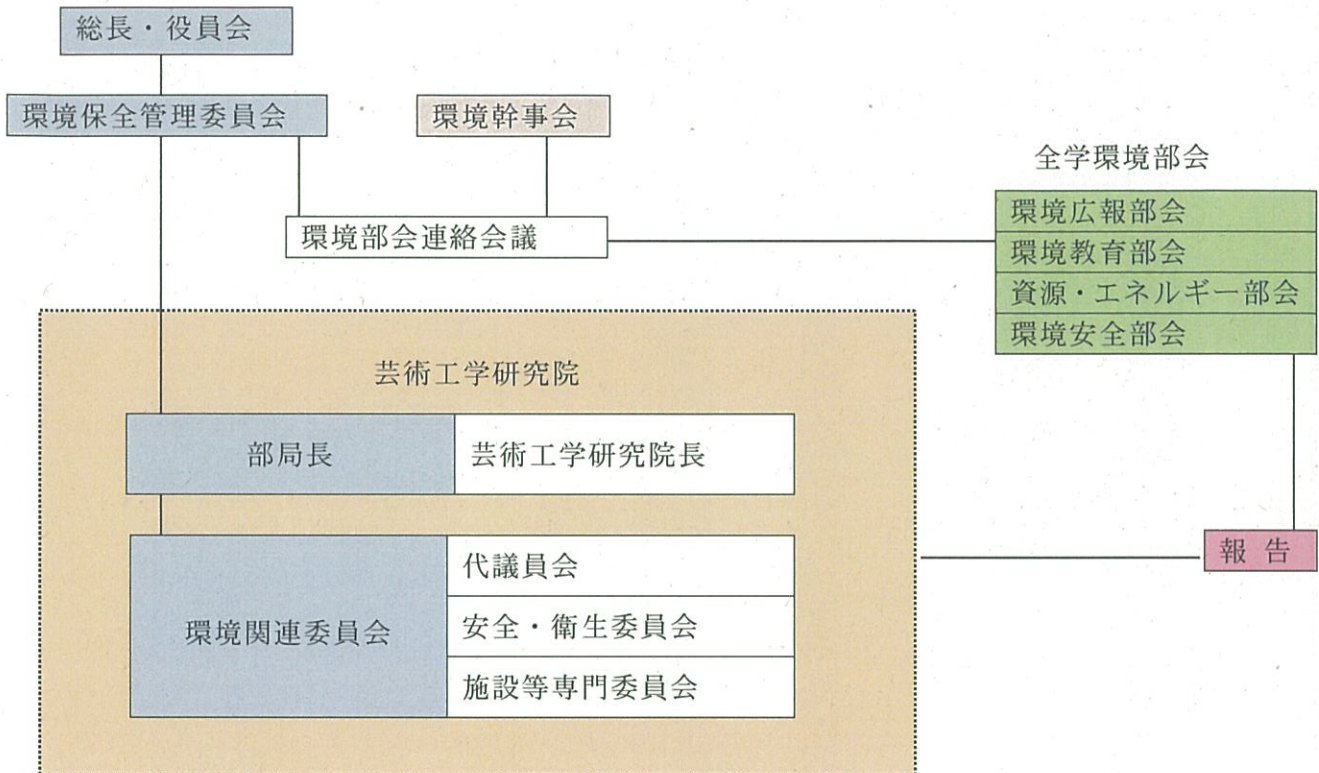 総長・役員会
環境保全管理委員会
環境幹事会
全学環境部会
環境部会連絡会議
環境広報部会
環境教育部会
資源・エネルギー部会
環境安全部会
芸術工学研究院
部局長
芸術工学研究院長
環境関連委員会
代議員会
安全・衛生委員会
施設等専門委員会
報 告